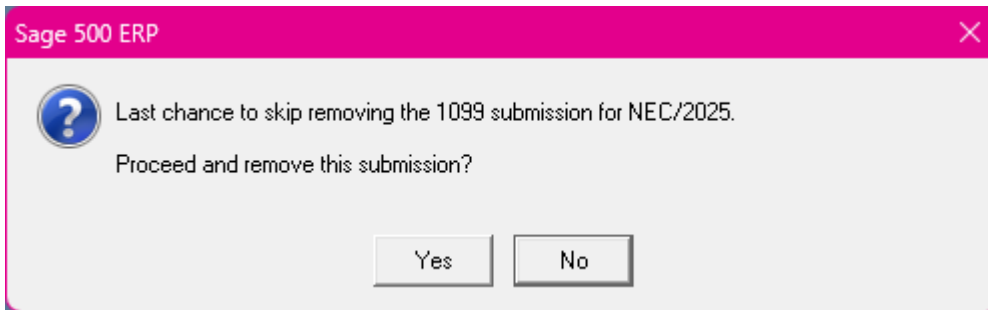 Sage 500 ERP
Last chance to skip removing the 1099 submission for NEC/2025.
Proceed and remove this submission?
Yes No